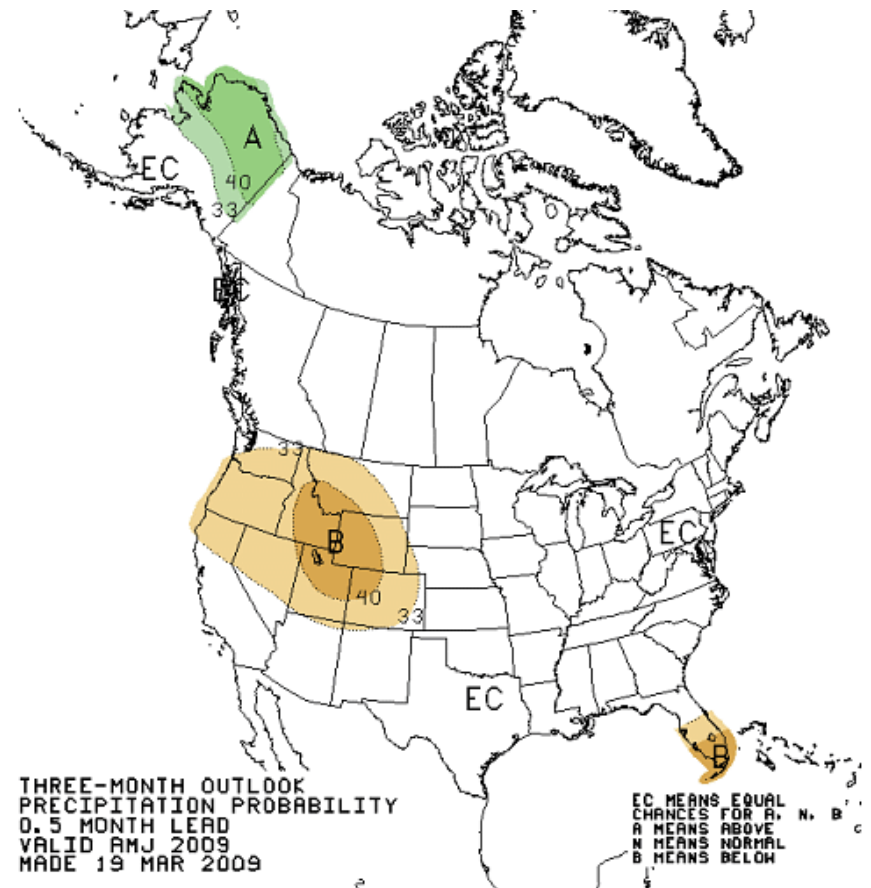 A
EC
40
33
EC
33
B
EC
40
33
EC
B
THREE-MONTH OUTLOOK
PRECIPITATION PROBABILITY
0.5 MONTH LEAD
VALID AMJ 2009
MADE 19 MAR 2009
EC MEANS EQUAL
CHANCES FOR A, N, B
A MEANS ABOVE
N MEANS NORMAL
B MEANS BELOW